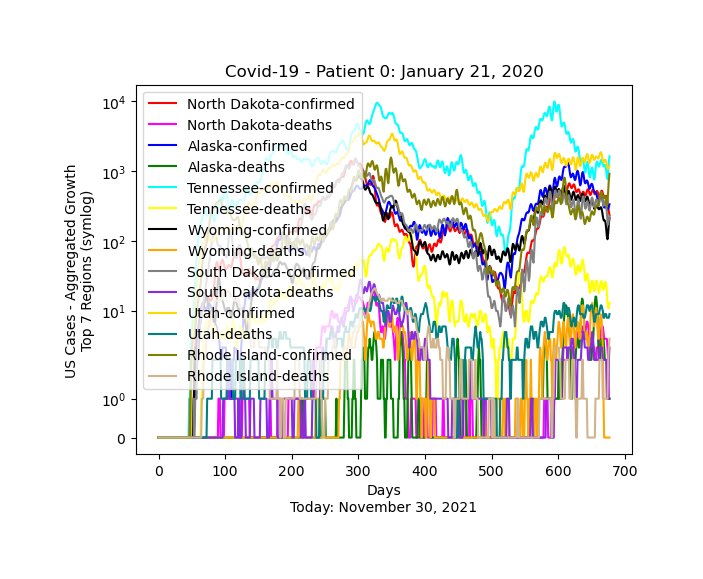 Covid-19 - Patient 0: January 21, 2020
US Cases - Aggregated Growth
Top 7 Regions (symlog)
10^4
10^3
10^2
10^1
10^0
0
North Dakota-confirmed
North Dakota-deaths
Alaska-confirmed
Alaska-deaths
Tennessee-confirmed
Tennessee-deaths
Wyoming-confirmed
Wyoming-deaths
South Dakota-confirmed
South Dakota-deaths
Utah-confirmed
Utah-deaths
Rhode Island-confirmed
Rhode Island-deaths
0 100 200 300 400 500 600 700
Days
Today: November 30, 2021